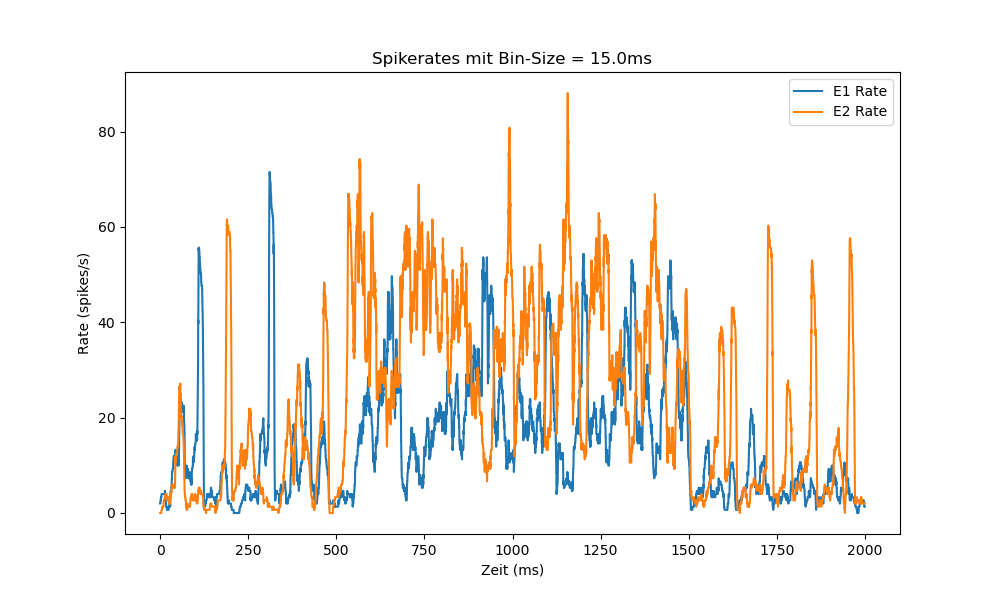 Spikerates mit Bin-Size = 15.0ms
E1 Rate
E2 Rate
Rate (spikes/s)
80
60
40
20
0
0 250 500 750 1000 1250 1500 1750 2000
Zeit (ms)